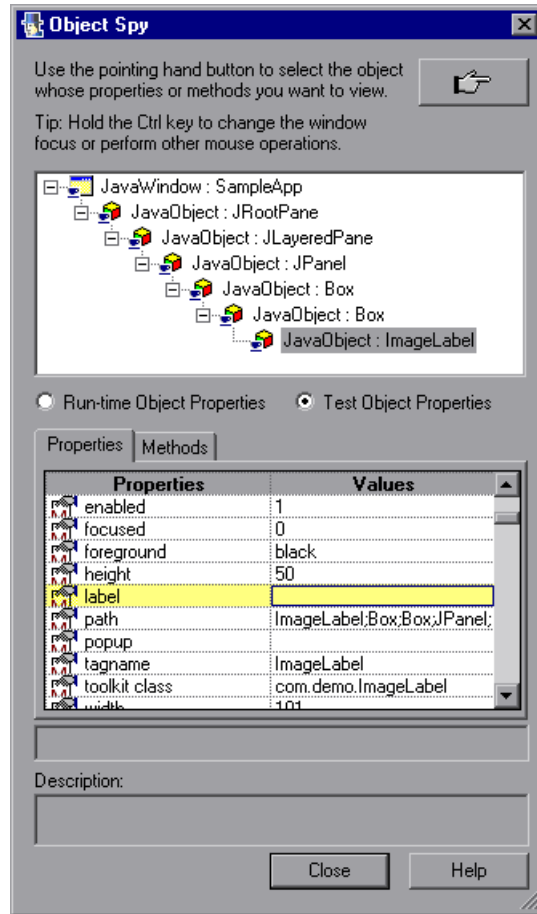 Object Spy
Use the pointing hand button to select the object
whose properties or methods you want to view.
Tip: Hold the Ctrl key to change the window
focus or perform other mouse operations.
JavaWindow : SampleApp
JavaObject : JRootPane
JavaObject : JLayeredPane
JavaObject : JPanel
JavaObject : Box
JavaObject : Box
JavaObject : ImageLabel
Run-time Object Properties Test Object Properties
Properties Methods
Properties Values
enabled 1
focused 0
foreground black
height 50
label
path ImageLabel;Box;Box;JPanel;
popup
tagname ImageLabel
toolkit class com.demo.ImageLabel
width 101
Description:
Close Help